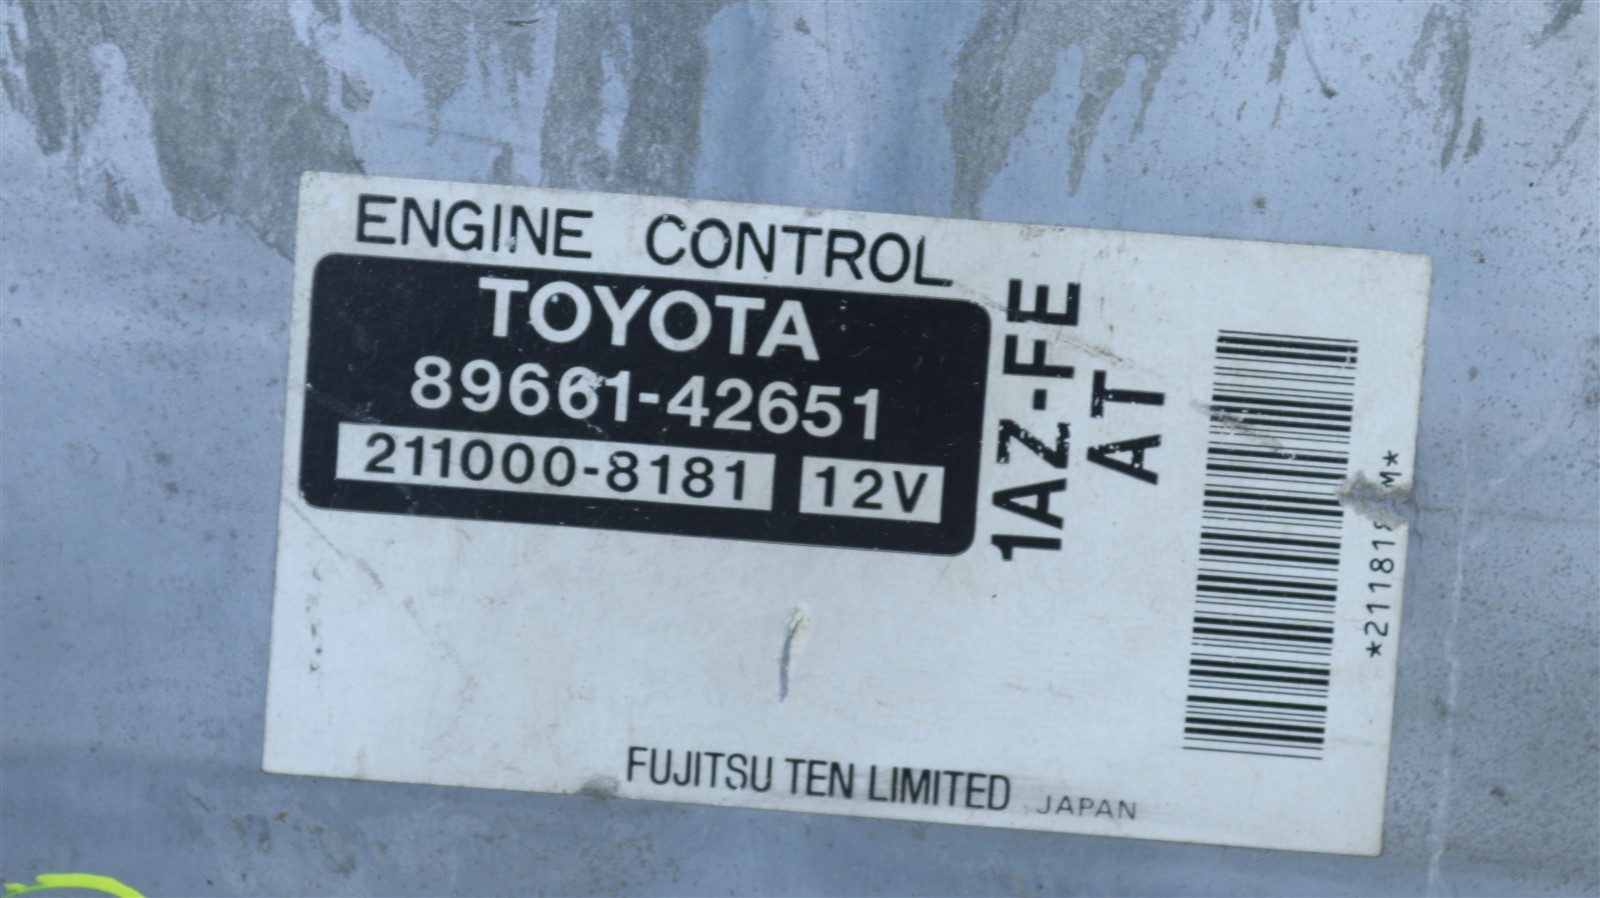 ENGINE CONTROL
TOYOTA
89661-42651
211000-8181 12V
1AZ-FE
AT
FUJITSU TEN LIMITED JAPAN